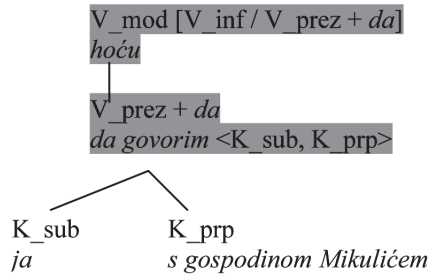 V_mod [V_inf / V_prez + da]
hoću
V_prez + da
da govorim <K_sub, K_prp>
K_sub K_prp
ja s gospodinom Mikulićem